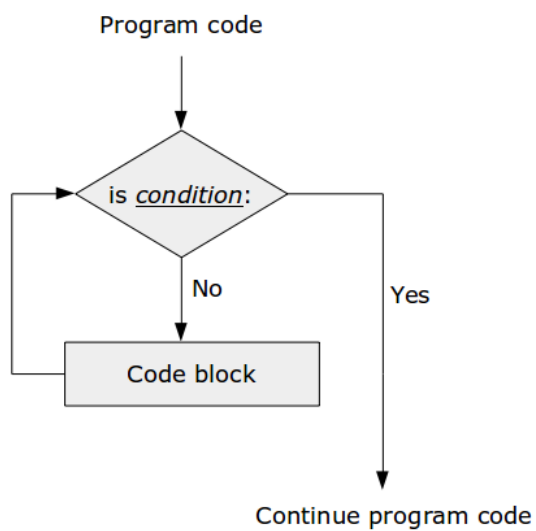 Program code
is condition:
No
Yes
Code block
Continue program code